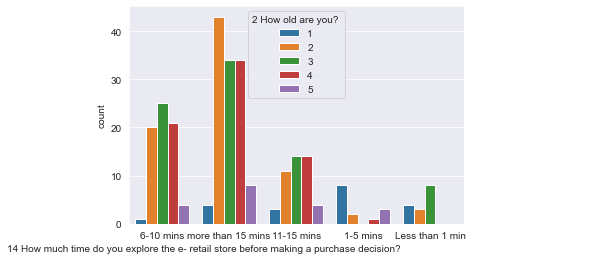 2 How old are you?
1
2
3
4
5
count
40
30
20
10
0
6-10 mins more than 15 mins 11-15 mins 1-5 mins Less than 1 min
14 How much time do you explore the e- retail store before making a purchase decision?